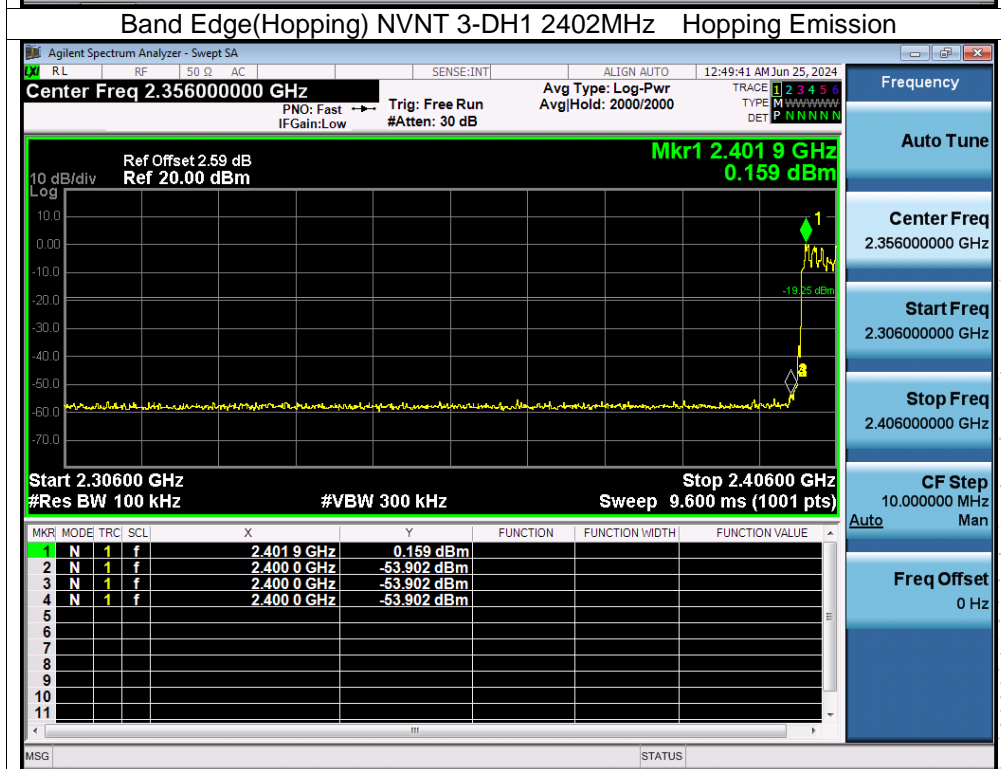 Band Edge(Hopping) NVNT 3-DH1 2402MHz Hopping Emission
Agilent Spectrum Analyzer - Swept SA
LXI RL RF 50 Ω AC SENSE:INT ALIGN AUTO 12:49:41 AM Jun 25, 2024
Center Freq 2.356000000 GHz
PNO: Fast
IFGain:Low
Trig: Free Run
#Atten: 30 dB
Avg Type: Log-Pwr
Avg|Hold: 2000/2000
TRACE 1 2 3 4 5 6
TYPE M WWWWW
DET P N N N N N
Frequency
Auto Tune
Center Freq
2.356000000 GHz
Start Freq
2.306000000 GHz
Stop Freq
2.406000000 GHz
CF Step
10.000000 MHz
Auto Man
Freq Offset
0 Hz
Mkr1 2.401 9 GHz
0.159 dBm
Ref Offset 2.59 dB
10 dB/div Ref 20.00 dBm
Log
10.0
0.00
-10.0
-20.0
-30.0
-40.0
-50.0
-60.0
-70.0
1
-19.25 dBm
Start 2.30600 GHz Stop 2.40600 GHz
#Res BW 100 kHz #VBW 300 kHz Sweep 9.600 ms (1001 pts)
MKR MODE TRC SCL X Y FUNCTION FUNCTION WIDTH FUNCTION VALUE
1 N 1 f 2.401 9 GHz 0.159 dBm
2 N 1 f 2.400 0 GHz -53.902 dBm
3 N 1 f 2.400 0 GHz -53.902 dBm
4 N 1 f 2.400 0 GHz -53.902 dBm
5
6
7
8
9
10
11
MSG STATUS